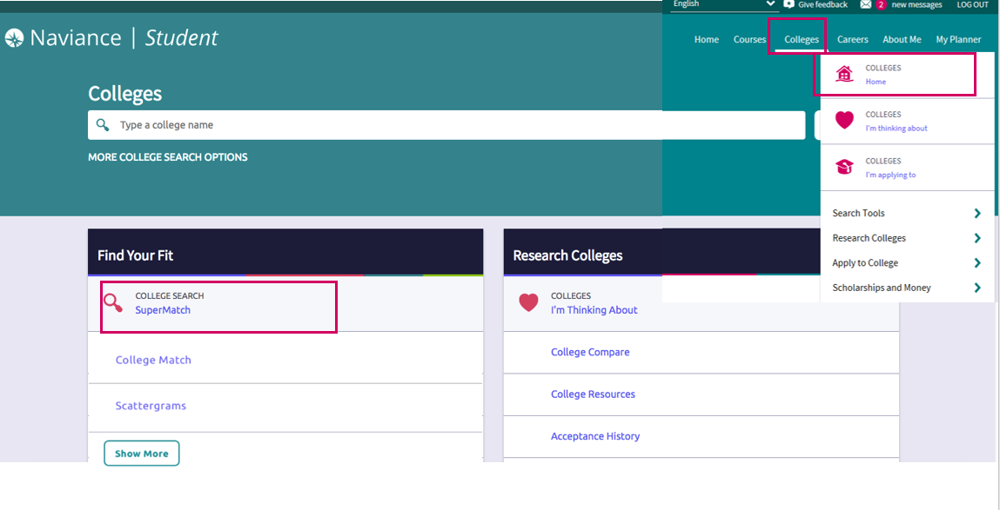 English
Give feedback
2
new messages
LOG OUT
Naviance | Student
Home
Courses
Colleges
Careers
About Me
My Planner
COLLEGES
Home
COLLEGES
I'm thinking about
COLLEGES
I'm applying to
Search Tools
Research Colleges
Apply to College
Scholarships and Money
Colleges
Type a college name
MORE COLLEGE SEARCH OPTIONS
Find Your Fit
COLLEGE SEARCH
SuperMatch
College Match
Scattergrams
Show More
Research Colleges
COLLEGES
I'm Thinking About
College Compare
College Resources
Acceptance History